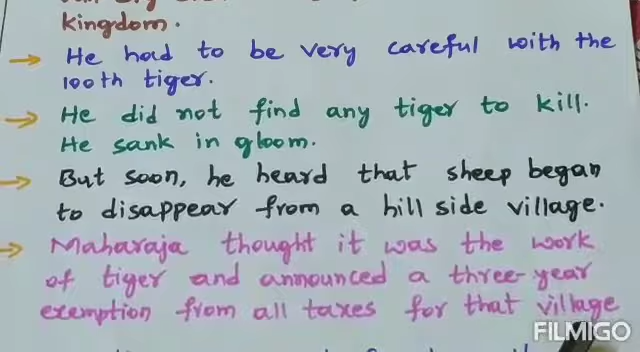 kingdom.
→ He had to be very careful with the
100th tiger.
→ He did not find any tiger to kill.
He sank in gloom.
→ But soon, he heard that sheep began
to disappear from a hill side village.
→ Maharaja thought it was the work
of tiger and announced a three-year
exemption from all taxes for that village
FILMIGO